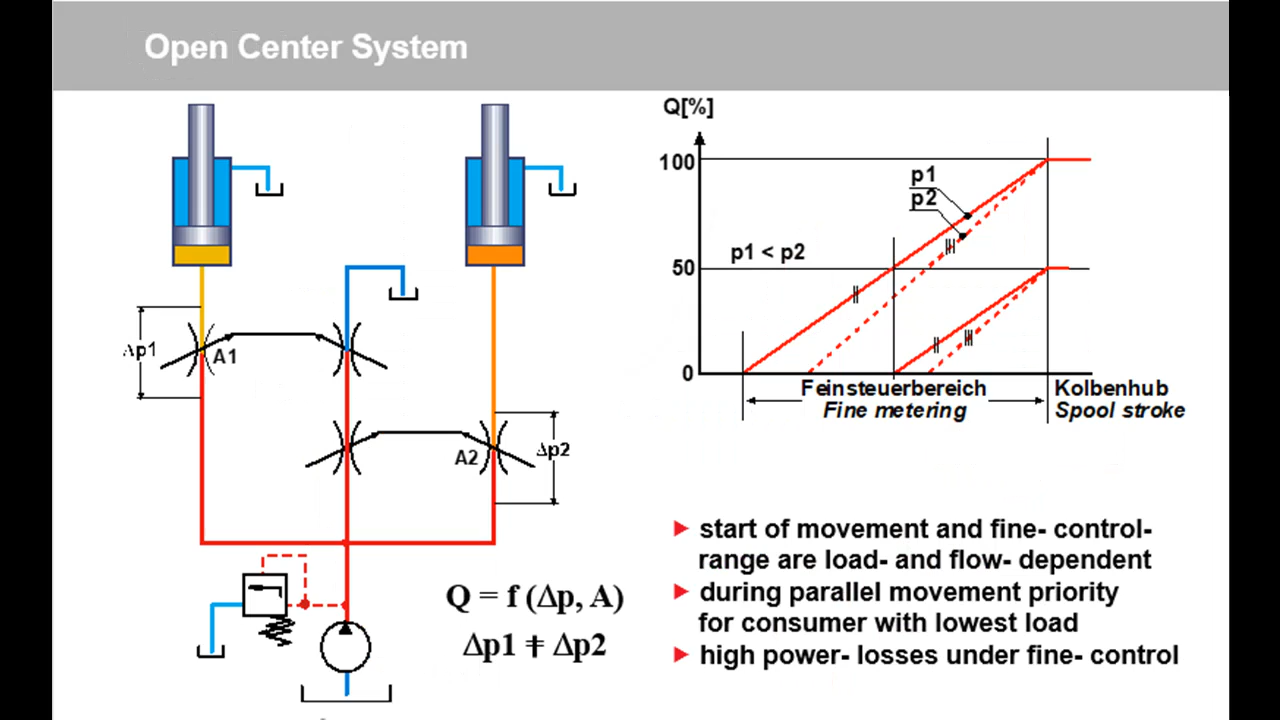 Open Center System
Q[%]
100
p1
p2
p1 < p2
50
0
Feinsteuerbereich
Fine metering
Kolbenhub
Spool stroke
Δp1
A1
A2
Δp2
Q = f (Δp, A)
Δp1 ≠ Δp2
start of movement and fine- control-
range are load- and flow- dependent
during parallel movement priority
for consumer with lowest load
high power- losses under fine- control